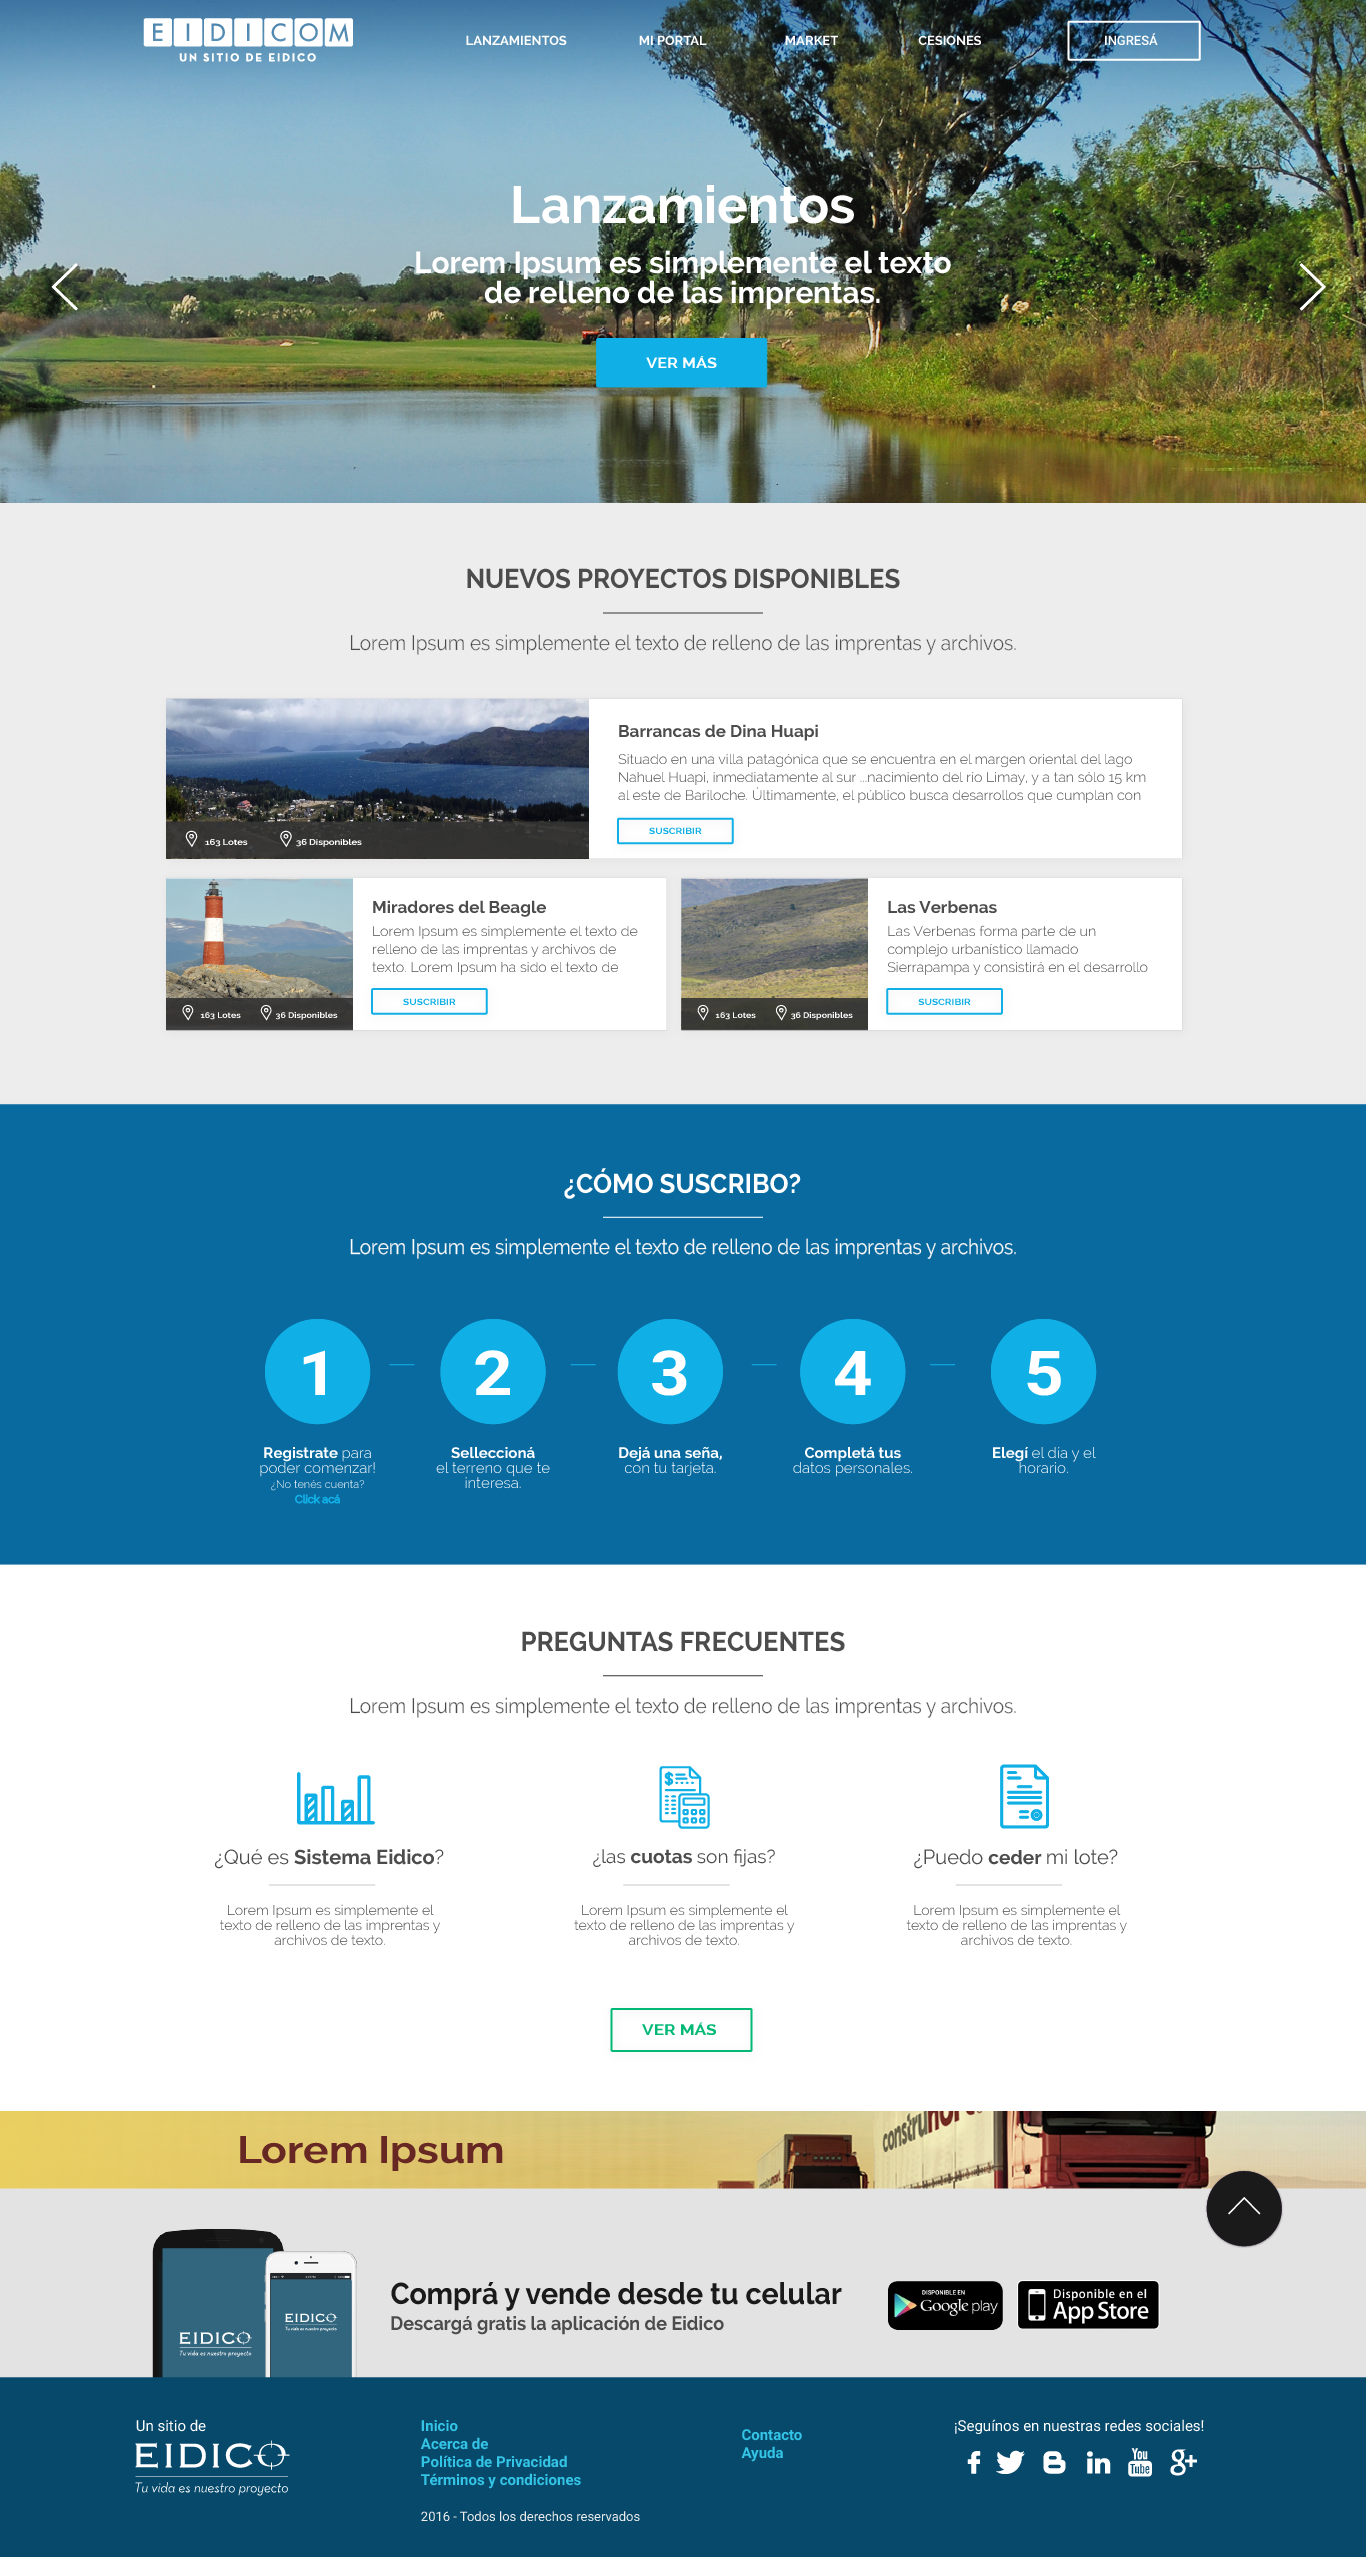 EIDICOM
UN SITIO DE EIDICO
LANZAMIENTOS
MI PORTAL
MARKET
CESIONES
INGRESÁ
Lanzamientos
Lorem Ipsum es simplemente el texto
de relleno de las imprentas.
VER MÁS
NUEVOS PROYECTOS DISPONIBLES
Lorem Ipsum es simplemente el texto de relleno de las imprentas y archivos.
163 Lotes
36 Disponibles
Barrancas de Dina Huapi
Situado en una villa patagónica que se encuentra en el margen oriental del lago
Nahuel Huapi, inmediatamente al sur ...nacimiento del río Limay, y a tan sólo 15 km
al este de Bariloche. Últimamente, el público busca desarrollos que cumplan con
SUSCRIBIR
163 Lotes
36 Disponibles
Miradores del Beagle
Lorem Ipsum es simplemente el texto de
relleno de las imprentas y archivos de
texto. Lorem Ipsum ha sido el texto de
SUSCRIBIR
163 Lotes
36 Disponibles
Las Verbenas
Las Verbenas forma parte de un
complejo urbanístico llamado
Sierrapampa y consistirá en el desarrollo
SUSCRIBIR
¿CÓMO SUSCRIBO?
Lorem Ipsum es simplemente el texto de relleno de las imprentas y archivos.
1
2
3
4
5
Registrate para
poder comenzar!
¿No tenés cuenta?
Click acá
Selleccioná
el terreno que te
interesa.
Dejá una seña,
con tu tarjeta.
Completá tus
datos personales.
Elegí el día y el
horario.
PREGUNTAS FRECUENTES
Lorem Ipsum es simplemente el texto de relleno de las imprentas y archivos.
¿Qué es Sistema Eidico?
Lorem Ipsum es simplemente el
texto de relleno de las imprentas y
archivos de texto.
¿las cuotas son fijas?
Lorem Ipsum es simplemente el
texto de relleno de las imprentas y
archivos de texto.
¿Puedo ceder mi lote?
Lorem Ipsum es simplemente el
texto de relleno de las imprentas y
archivos de texto.
VER MÁS
Lorem Ipsum
EIDICO
Tu vida es nuestro proyecto
EIDICO
Tu vida es nuestro proyecto
Comprá y vende desde tu celular
Descargá gratis la aplicación de Eidico
DISPONIBLE EN
Google play
Disponible en el
App Store
Un sitio de
EIDICO
Tu vida es nuestro proyecto
Inicio
Acerca de
Política de Privacidad
Términos y condiciones
2016 - Todos los derechos reservados
Contacto
Ayuda
¡Seguínos en nuestras redes sociales!
You
Tube